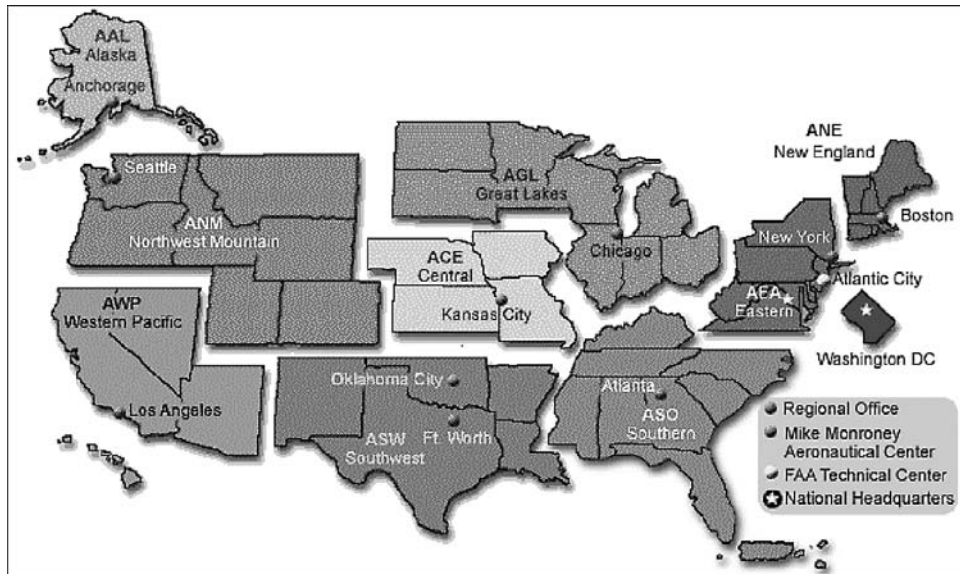 AAL
Alaska
Anchorage
Seattle
ANM
Northwest Mountain
AWP
Western Pacific
Los Angeles
AGL
Great Lakes
Chicago
ACE
Central
Kansas City
Oklahoma City
Ft. Worth
ASW
Southwest
Atlanta
ASO
Southern
ANE
New England
Boston
New York
Atlantic City
AEA
Eastern
Washington DC
Regional Office
Mike Monroney
Aeronautical Center
FAA Technical Center
National Headquarters